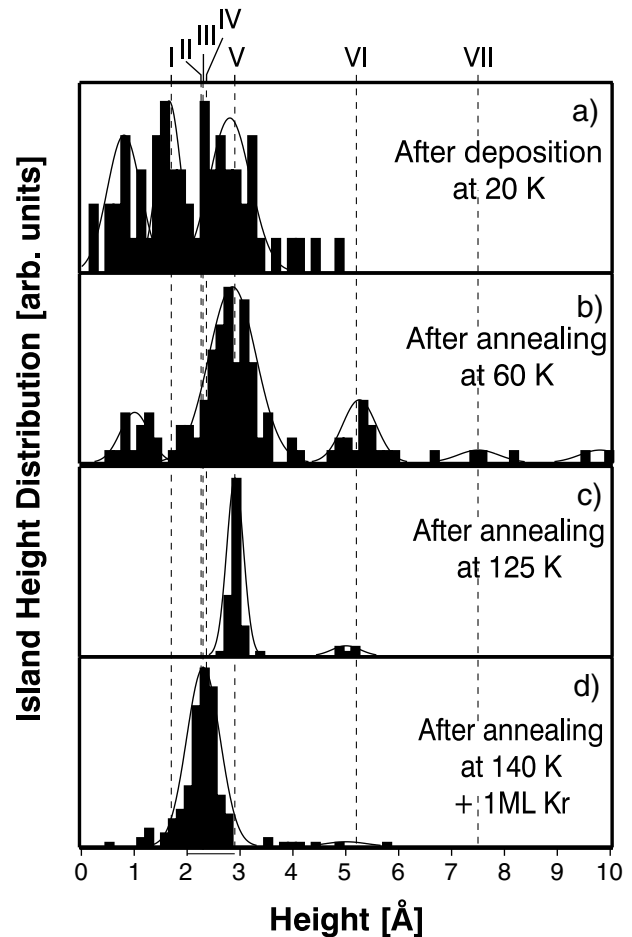 I II III IV V VI VII
a)
After deposition
at 20 K
b)
After annealing
at 60 K
c)
After annealing
at 125 K
d)
After annealing
at 140 K
+ 1ML Kr
Island Height Distribution [arb. units]
0 1 2 3 4 5 6 7 8 9 10
Height [Å]